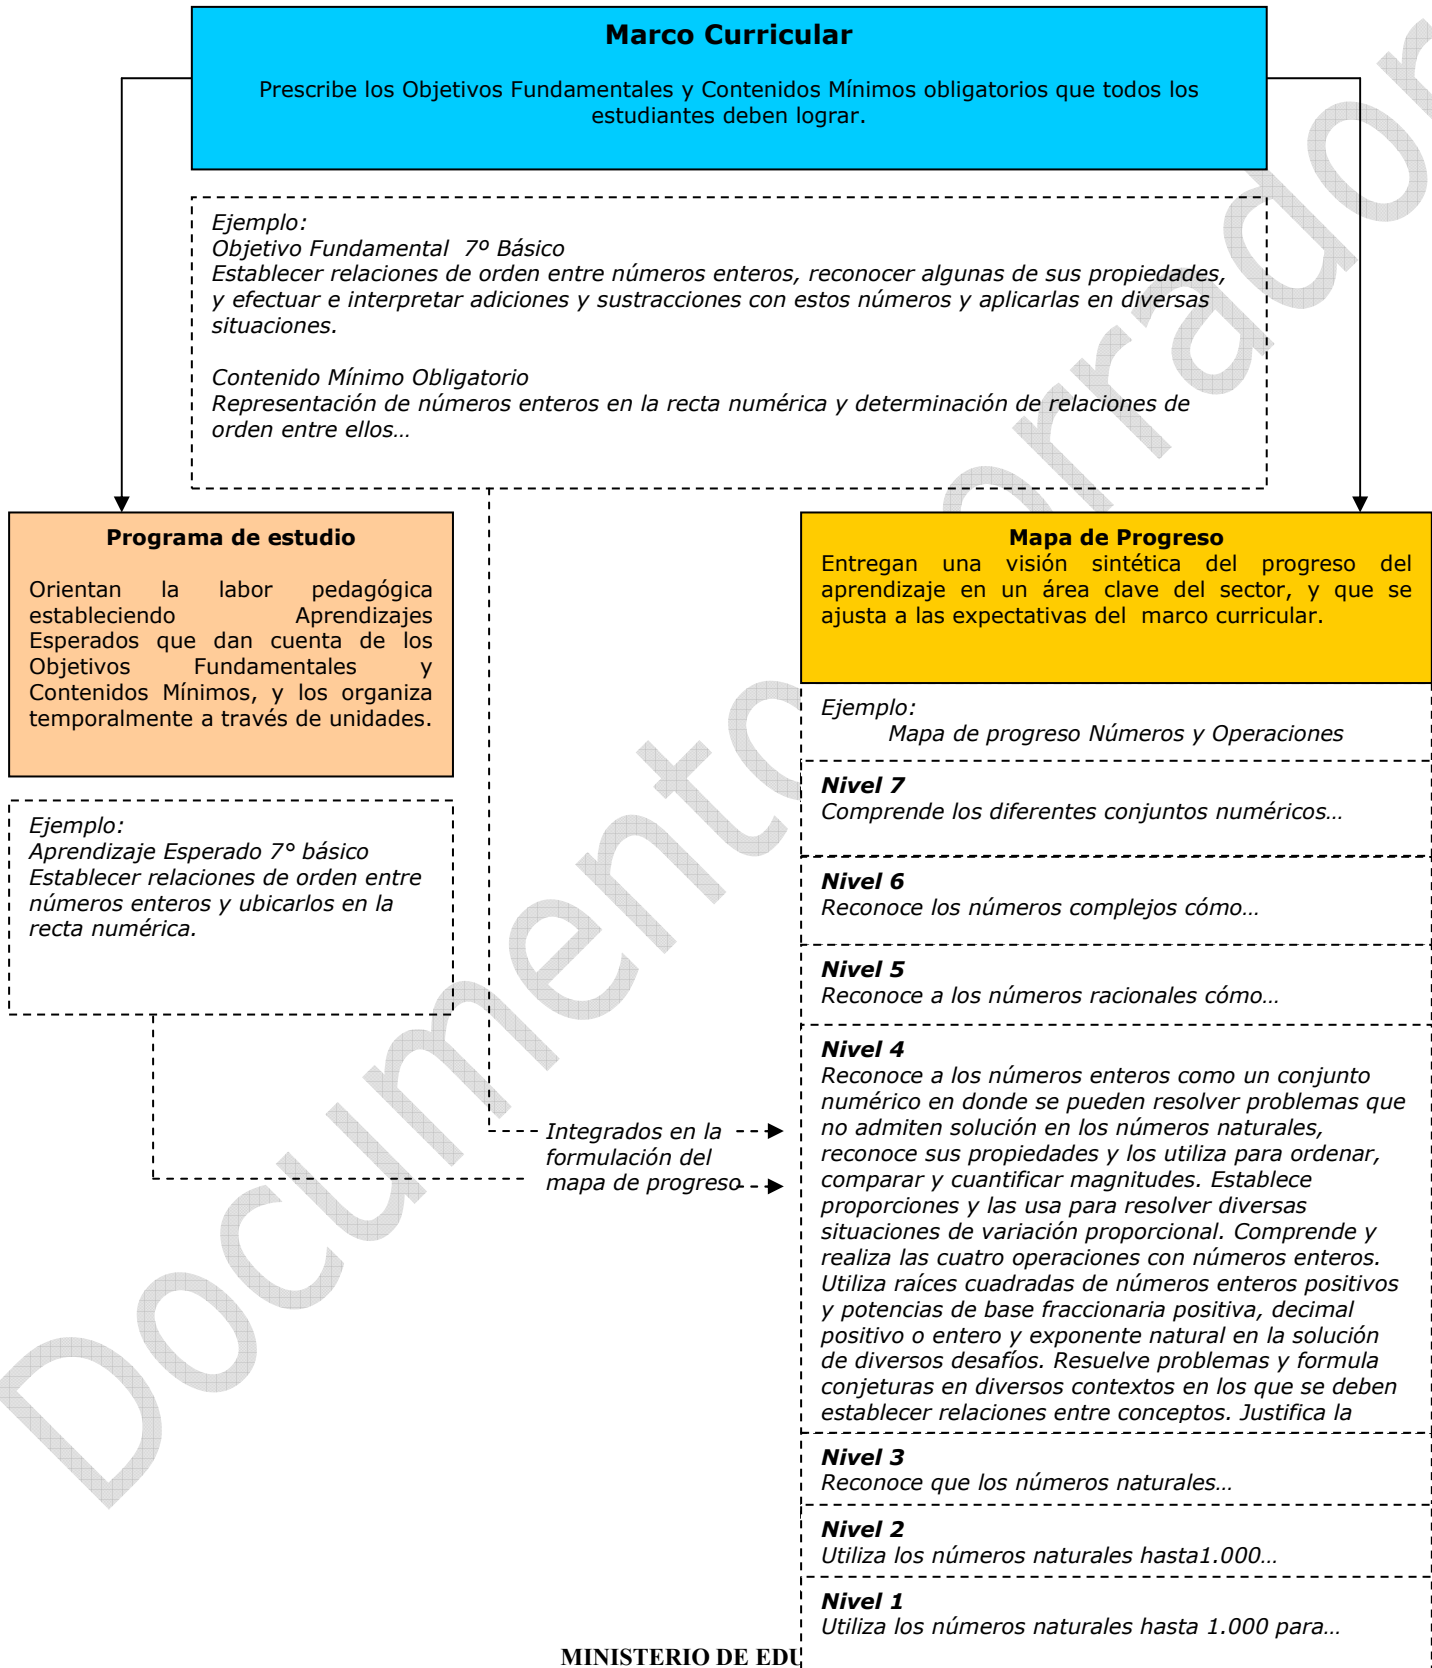 Marco Curricular
Prescribe los Objetivos Fundamentales y Contenidos Mínimos obligatorios que todos los
estudiantes deben lograr.
Ejemplo:
Objetivo Fundamental 7º Básico
Establecer relaciones de orden entre números enteros, reconocer algunas de sus propiedades,
y efectuar e interpretar adiciones y sustracciones con estos números y aplicarlas en diversas
situaciones.
Contenido Mínimo Obligatorio
Representación de números enteros en la recta numérica y determinación de relaciones de
orden entre ellos…
Programa de estudio
Orientan la labor pedagógica
estableciendo Aprendizajes
Esperados que dan cuenta de los
Objetivos Fundamentales y
Contenidos Mínimos, y los organiza
temporalmente a través de unidades.
Ejemplo:
Aprendizaje Esperado 7° básico
Establecer relaciones de orden entre
números enteros y ubicarlos en la
recta numérica.
Integrados en la
formulación del
mapa de progreso
Mapa de Progreso
Entregan una visión sintética del progreso del
aprendizaje en un área clave del sector, y que se
ajusta a las expectativas del marco curricular.
Ejemplo:
Mapa de progreso Números y Operaciones
Nivel 7
Comprende los diferentes conjuntos numéricos…
Nivel 6
Reconoce los números complejos cómo…
Nivel 5
Reconoce a los números racionales cómo…
Nivel 4
Reconoce a los números enteros como un conjunto
numérico en donde se pueden resolver problemas que
no admiten solución en los números naturales,
reconoce sus propiedades y los utiliza para ordenar,
comparar y cuantificar magnitudes. Establece
proporciones y las usa para resolver diversas
situaciones de variación proporcional. Comprende y
realiza las cuatro operaciones con números enteros.
Utiliza raíces cuadradas de números enteros positivos
y potencias de base fraccionaria positiva, decimal
positivo o entero y exponente natural en la solución
de diversos desafíos. Resuelve problemas y formula
conjeturas en diversos contextos en los que se deben
establecer relaciones entre conceptos. Justifica la
Nivel 3
Reconoce que los números naturales…
Nivel 2
Utiliza los números naturales hasta1.000…
Nivel 1
Utiliza los números naturales hasta 1.000 para…
MINISTERIO DE EDU
Documento